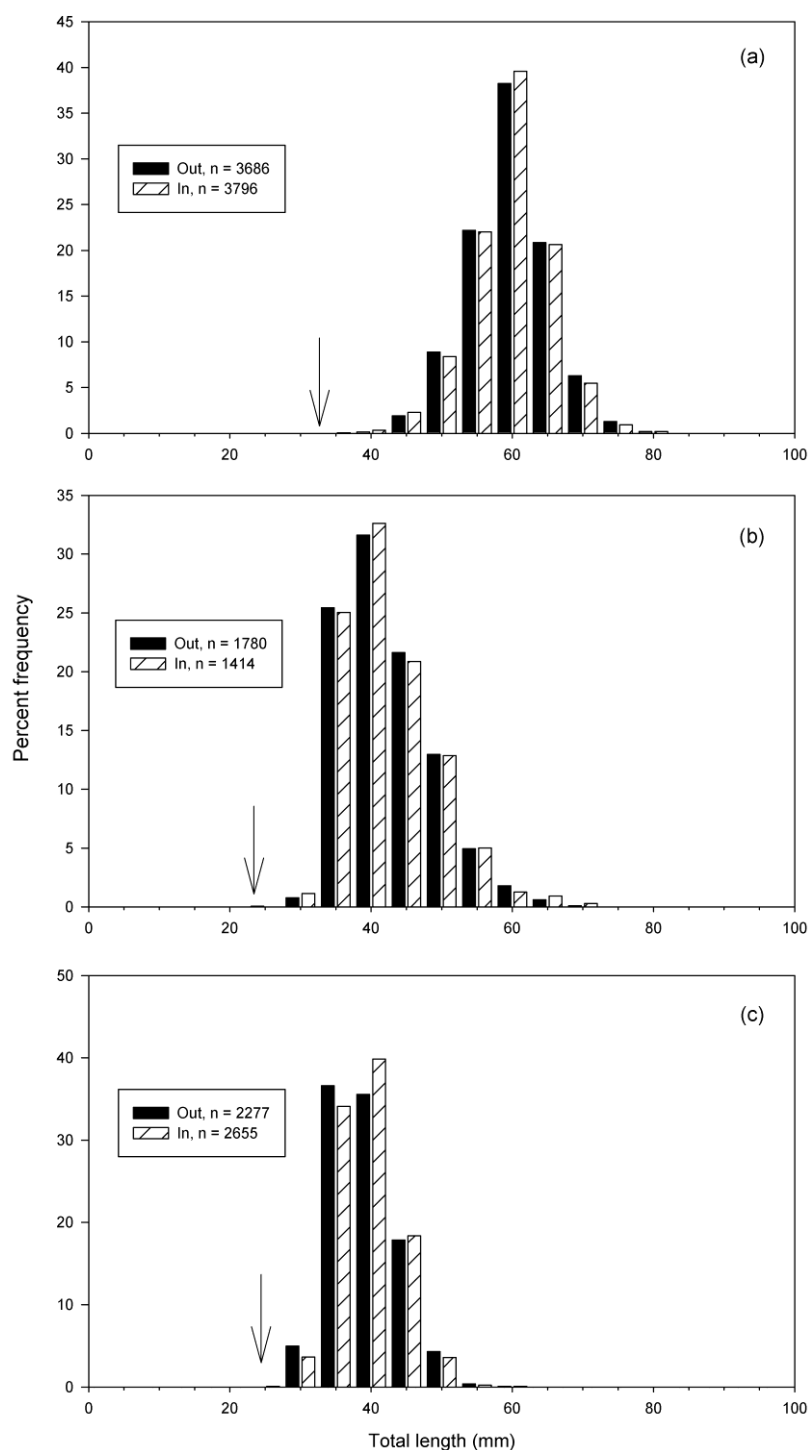 45
40
35
30
25
20
15
10
5
0
(a)
Out, n = 3686
In, n = 3796
0 20 40 60 80 100
35
30
25
20
15
10
5
0
(b)
Out, n = 1780
In, n = 1414
0 20 40 60 80 100
Percent frequency
50
40
30
20
10
0
(c)
Out, n = 2277
In, n = 2655
0 20 40 60 80 100
Total length (mm)